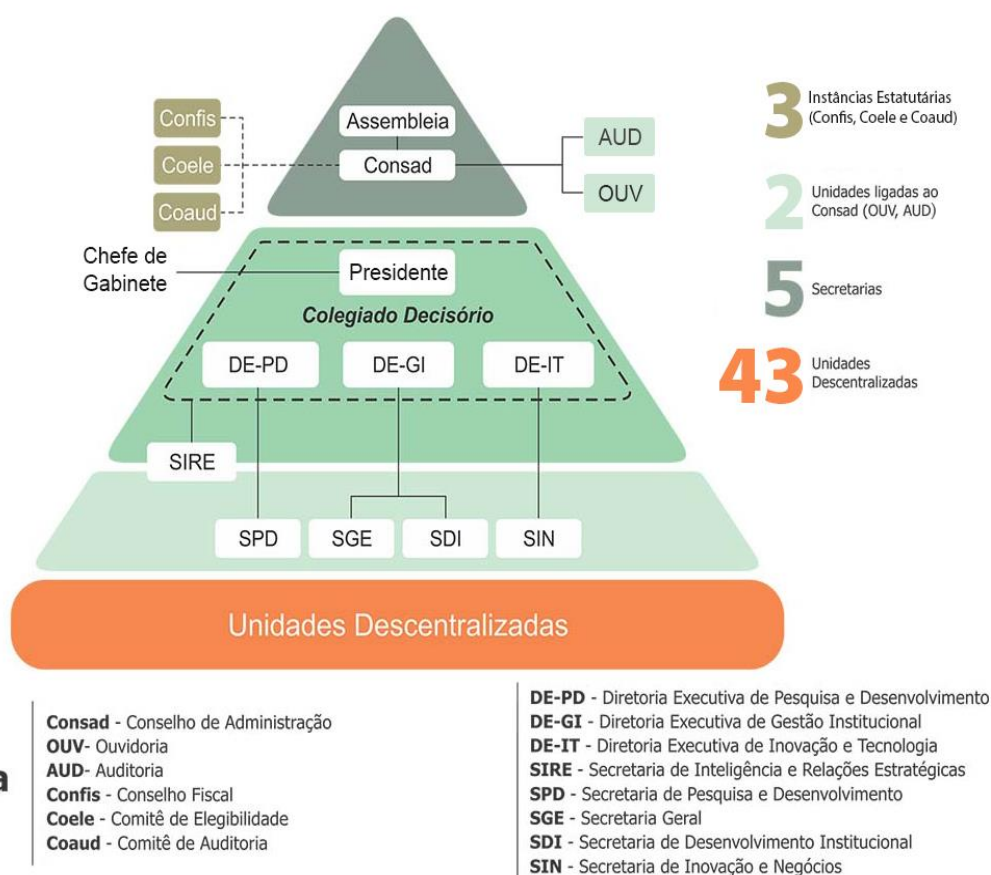 Confis
Coele
Coaud
Assembleia
Consad
AUD
OUV
3 Instâncias Estatutárias
(Confis, Coele e Coaud)
2 Unidades ligadas ao
Consad (OUV, AUD)
5 Secretarias
43 Unidades
Descentralizadas
Chefe de
Gabinete
Presidente
Colegiado Decisório
DE-PD
DE-GI
DE-IT
SIRE
SPD
SGE
SDI
SIN
Unidades Descentralizadas
a
Consad - Conselho de Administração
OUV- Ouvidoria
AUD- Auditoria
Confis - Conselho Fiscal
Coele - Comitê de Elegibilidade
Coaud - Comitê de Auditoria
DE-PD - Diretoria Executiva de Pesquisa e Desenvolvimento
DE-GI - Diretoria Executiva de Gestão Institucional
DE-IT - Diretoria Executiva de Inovação e Tecnologia
SIRE - Secretaria de Inteligência e Relações Estratégicas
SPD - Secretaria de Pesquisa e Desenvolvimento
SGE - Secretaria Geral
SDI - Secretaria de Desenvolvimento Institucional
SIN - Secretaria de Inovação e Negócios